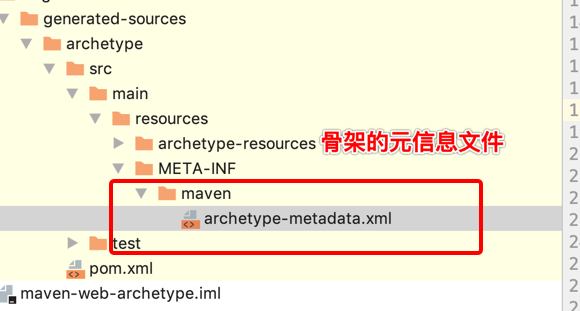 generated-sources
archetype
src
main
resources
archetype-resources 骨架的元信息文件
META-INF
maven
archetype-metadata.xml
test
pom.xml
maven-web-archetype.iml